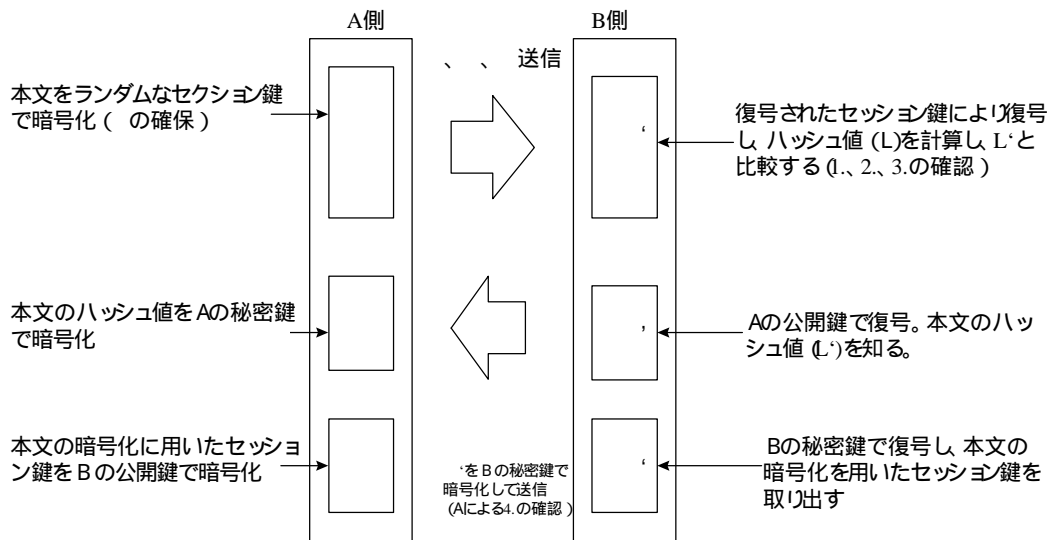 A側
B側
、 、 送信
本文をランダムなセクション鍵
で暗号化（ の確保）
‘
復号されたセッション鍵により復号
し、ハッシュ値（L)を計算し、L‘と
比較する（1.、2.、3.の確認）
本文のハッシュ値をAの秘密鍵
で暗号化
’
Aの公開鍵で復号。本文のハッ
シュ値（L‘)を知る。
本文の暗号化に用いたセッショ
ン鍵をBの公開鍵で暗号化
‘をBの秘密鍵で
暗号化して送信
（Aによる4.の確認）
‘
Bの秘密鍵で復号し、本文の
暗号化を用いたセッション鍵を
取り出す